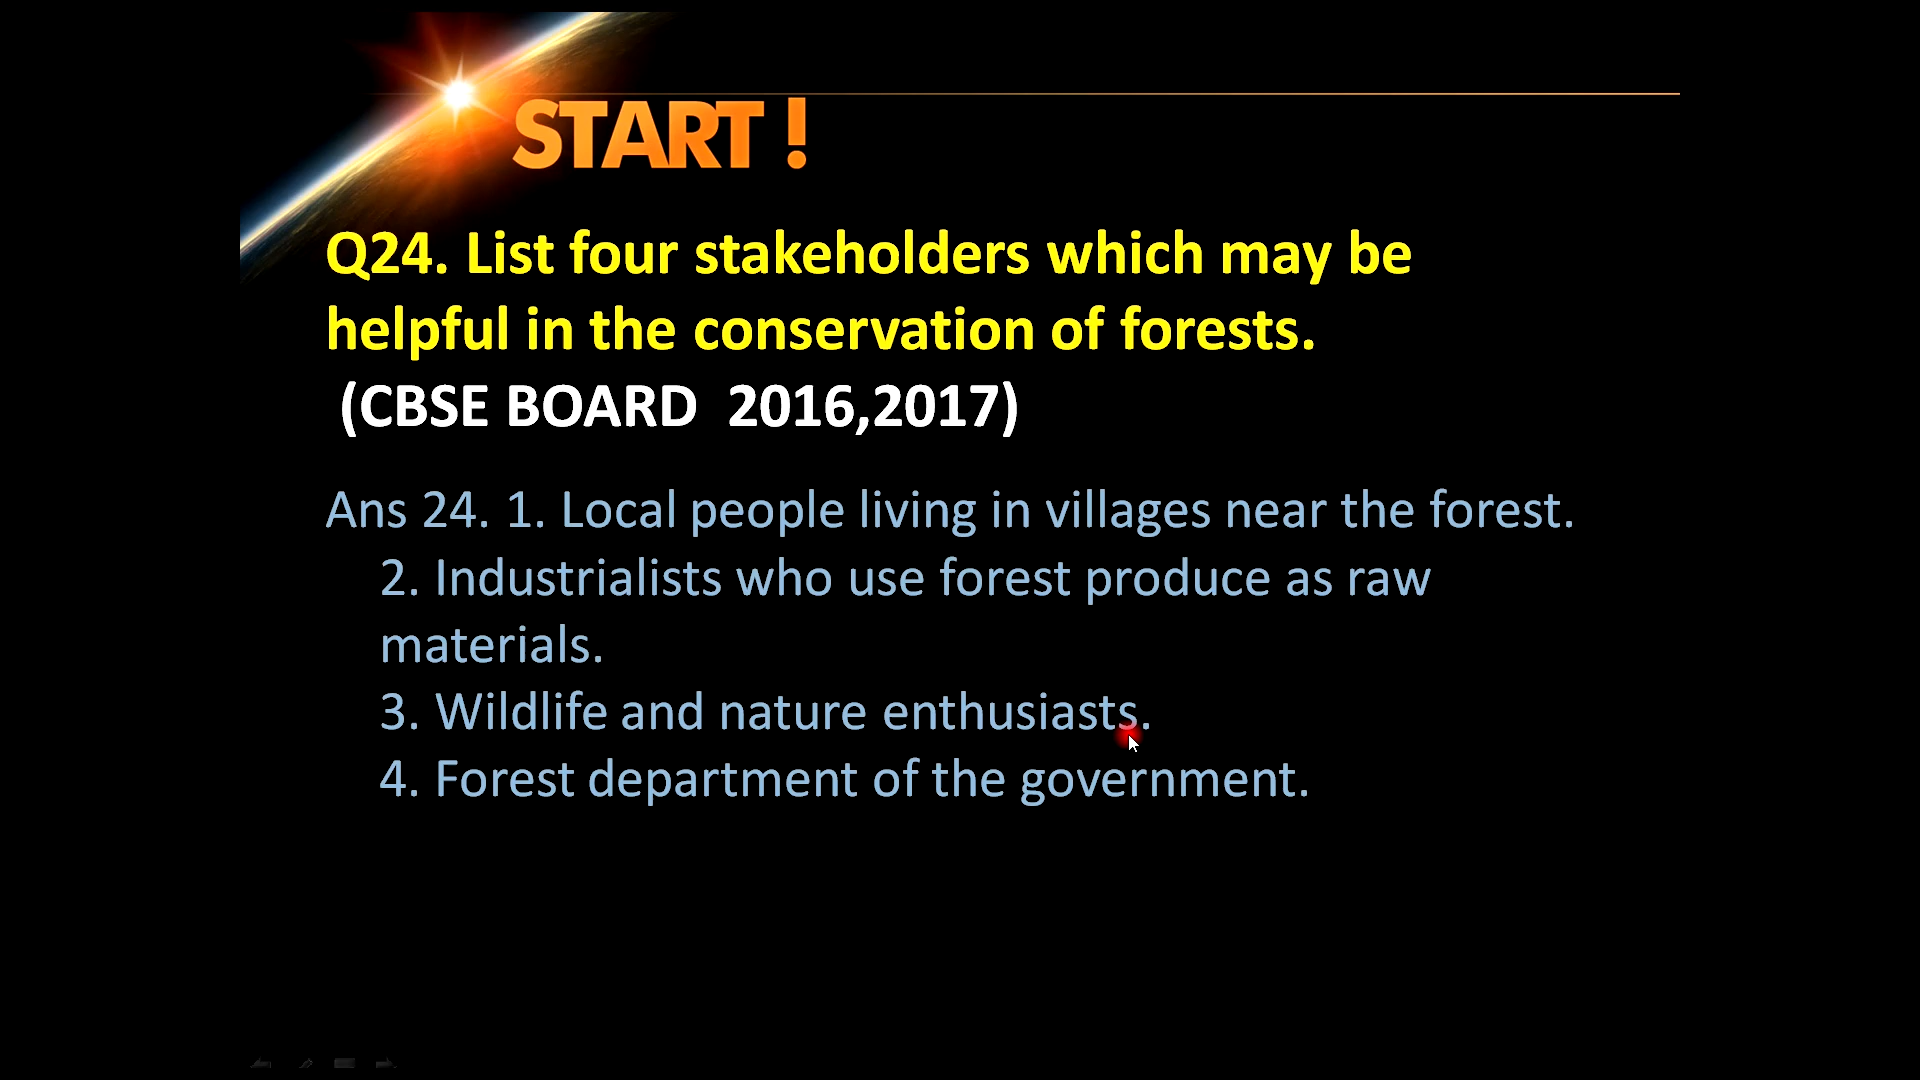 START !
Q24. List four stakeholders which may be
helpful in the conservation of forests.
(CBSE BOARD 2016,2017)
Ans 24. 1. Local people living in villages near the forest.
2. Industrialists who use forest produce as raw
materials.
3. Wildlife and nature enthusiasts.
4. Forest department of the government.